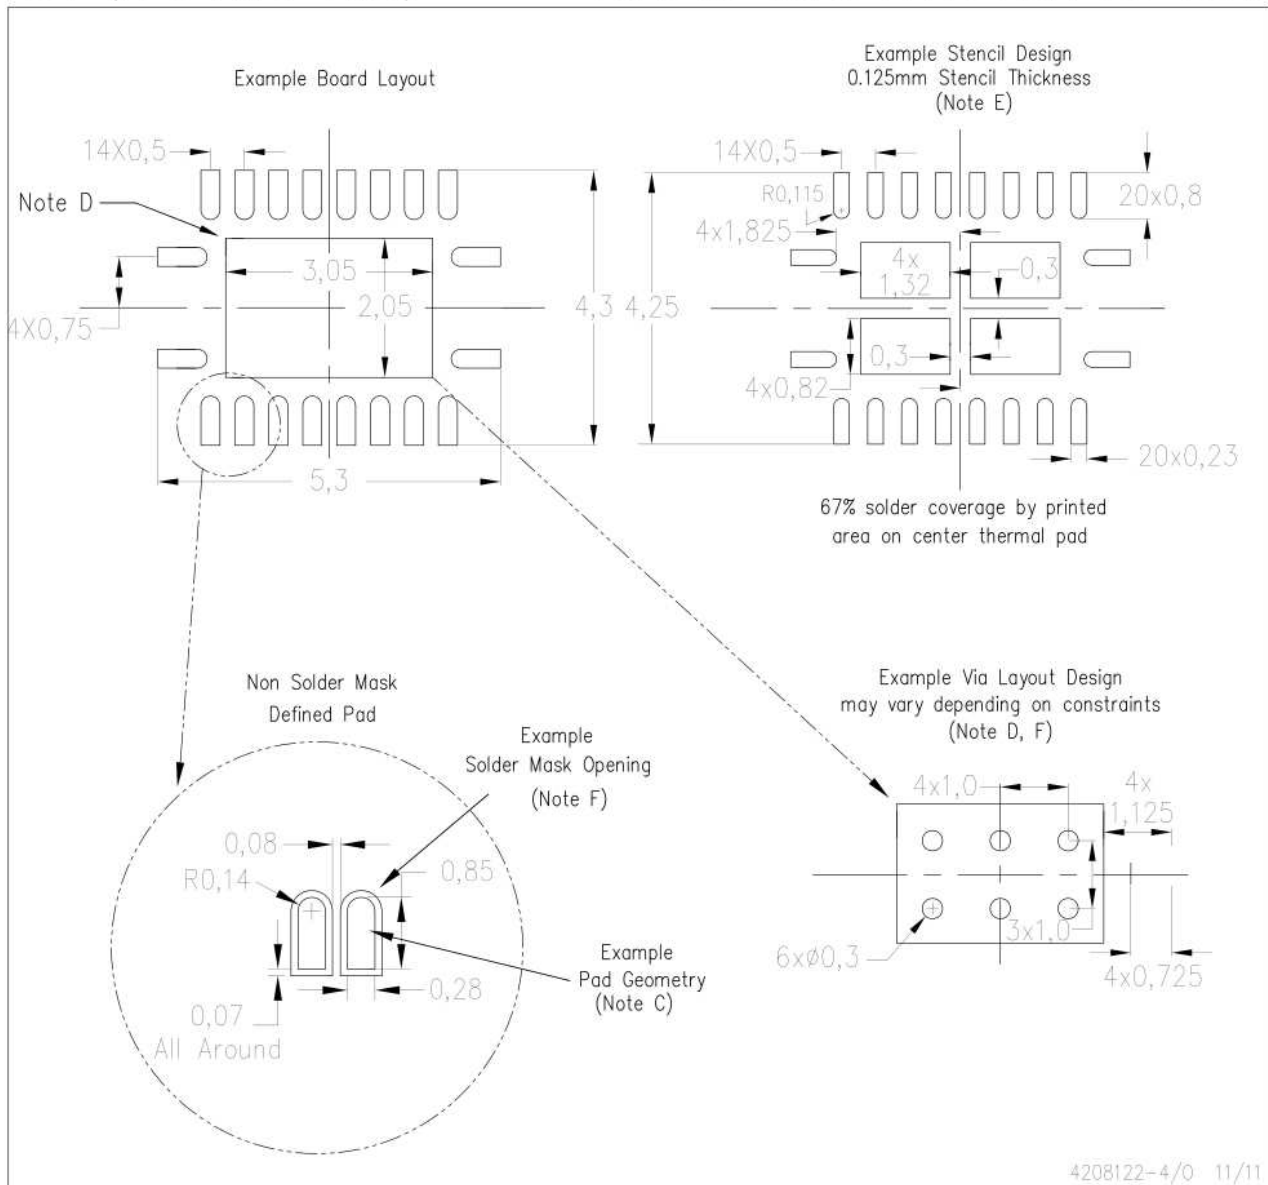 Example Board Layout
14X0,5
Note D
3,05
2,05
4,3
4X0,75
5,3
Example Stencil Design
0.125mm Stencil Thickness
(Note E)
14X0,5
R0,115
20x0,8
4x1,825
4x
1,32
0,3
4,25
0,3
4x0,82
20x0,23
67% solder coverage by printed
area on center thermal pad
Non Solder Mask
Defined Pad
Example
Solder Mask Opening
(Note F)
0,08
R0,14
0,85
Example
Pad Geometry
(Note C)
0,28
0,07
All Around
Example Via Layout Design
may vary depending on constraints
(Note D, F)
4x1,0
4x
1,125
3x1,0
6xø0,3
4x0,725
4208122-4/O 11/11